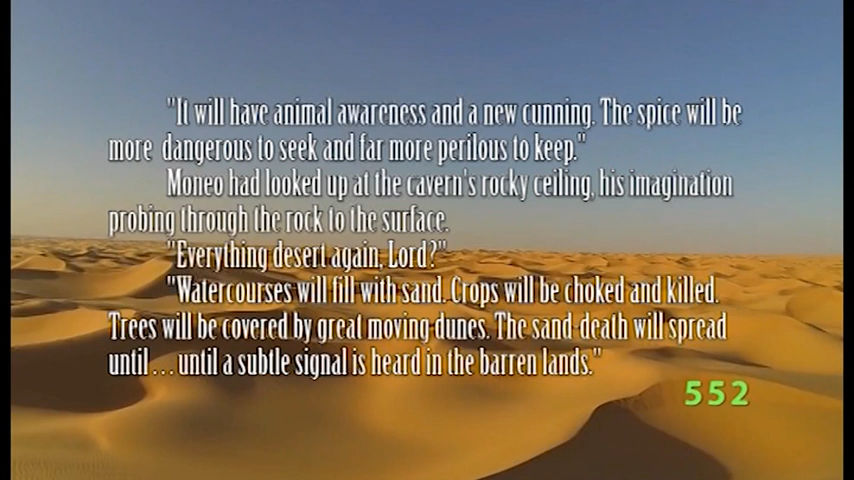 "It will have animal awareness and a new cunning. The spice will be
more dangerous to seek and far more perilous to keep."
Moneo had looked up at the cavern's rocky ceiling, his imagination
probing through the rock to the surface.
"Everything desert again, Lord?"
"Watercourses will fill with sand. Crops will be choked and killed.
Trees will be covered by great moving dunes. The sand-death will spread
until . . . until a subtle signal is heard in the barren lands."
552